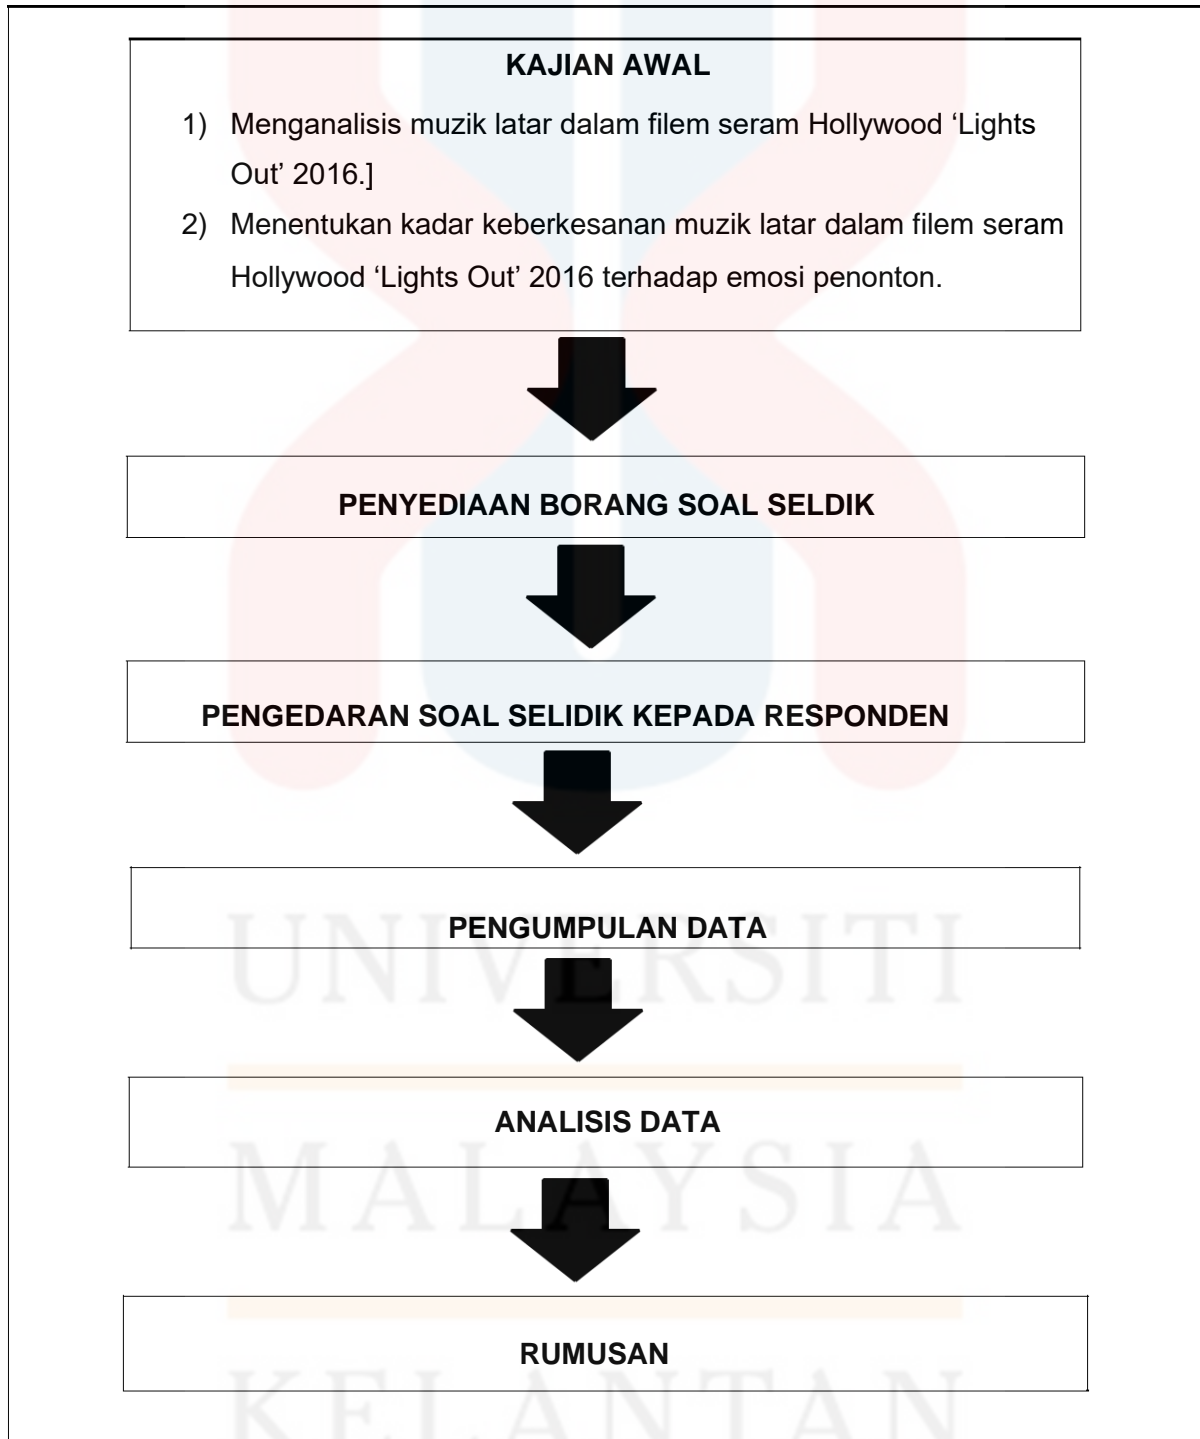 KAJIAN AWAL
1) Menganalisis muzik latar dalam filem seram Hollywood ‘Lights
Out’ 2016.]
2) Menentukan kadar keberkesanan muzik latar dalam filem seram
Hollywood ‘Lights Out’ 2016 terhadap emosi penonton.
PENYEDIAAN BORANG SOAL SELDIK
PENGEDARAN SOAL SELIDIK KEPADA RESPONDEN
PENGUMPULAN DATA
UNIVERSITI
ANALISIS DATA
MALAYSIA
RUMUSAN
KELANTAN